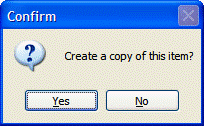 Confirm
Create a copy of this item?
Yes
No